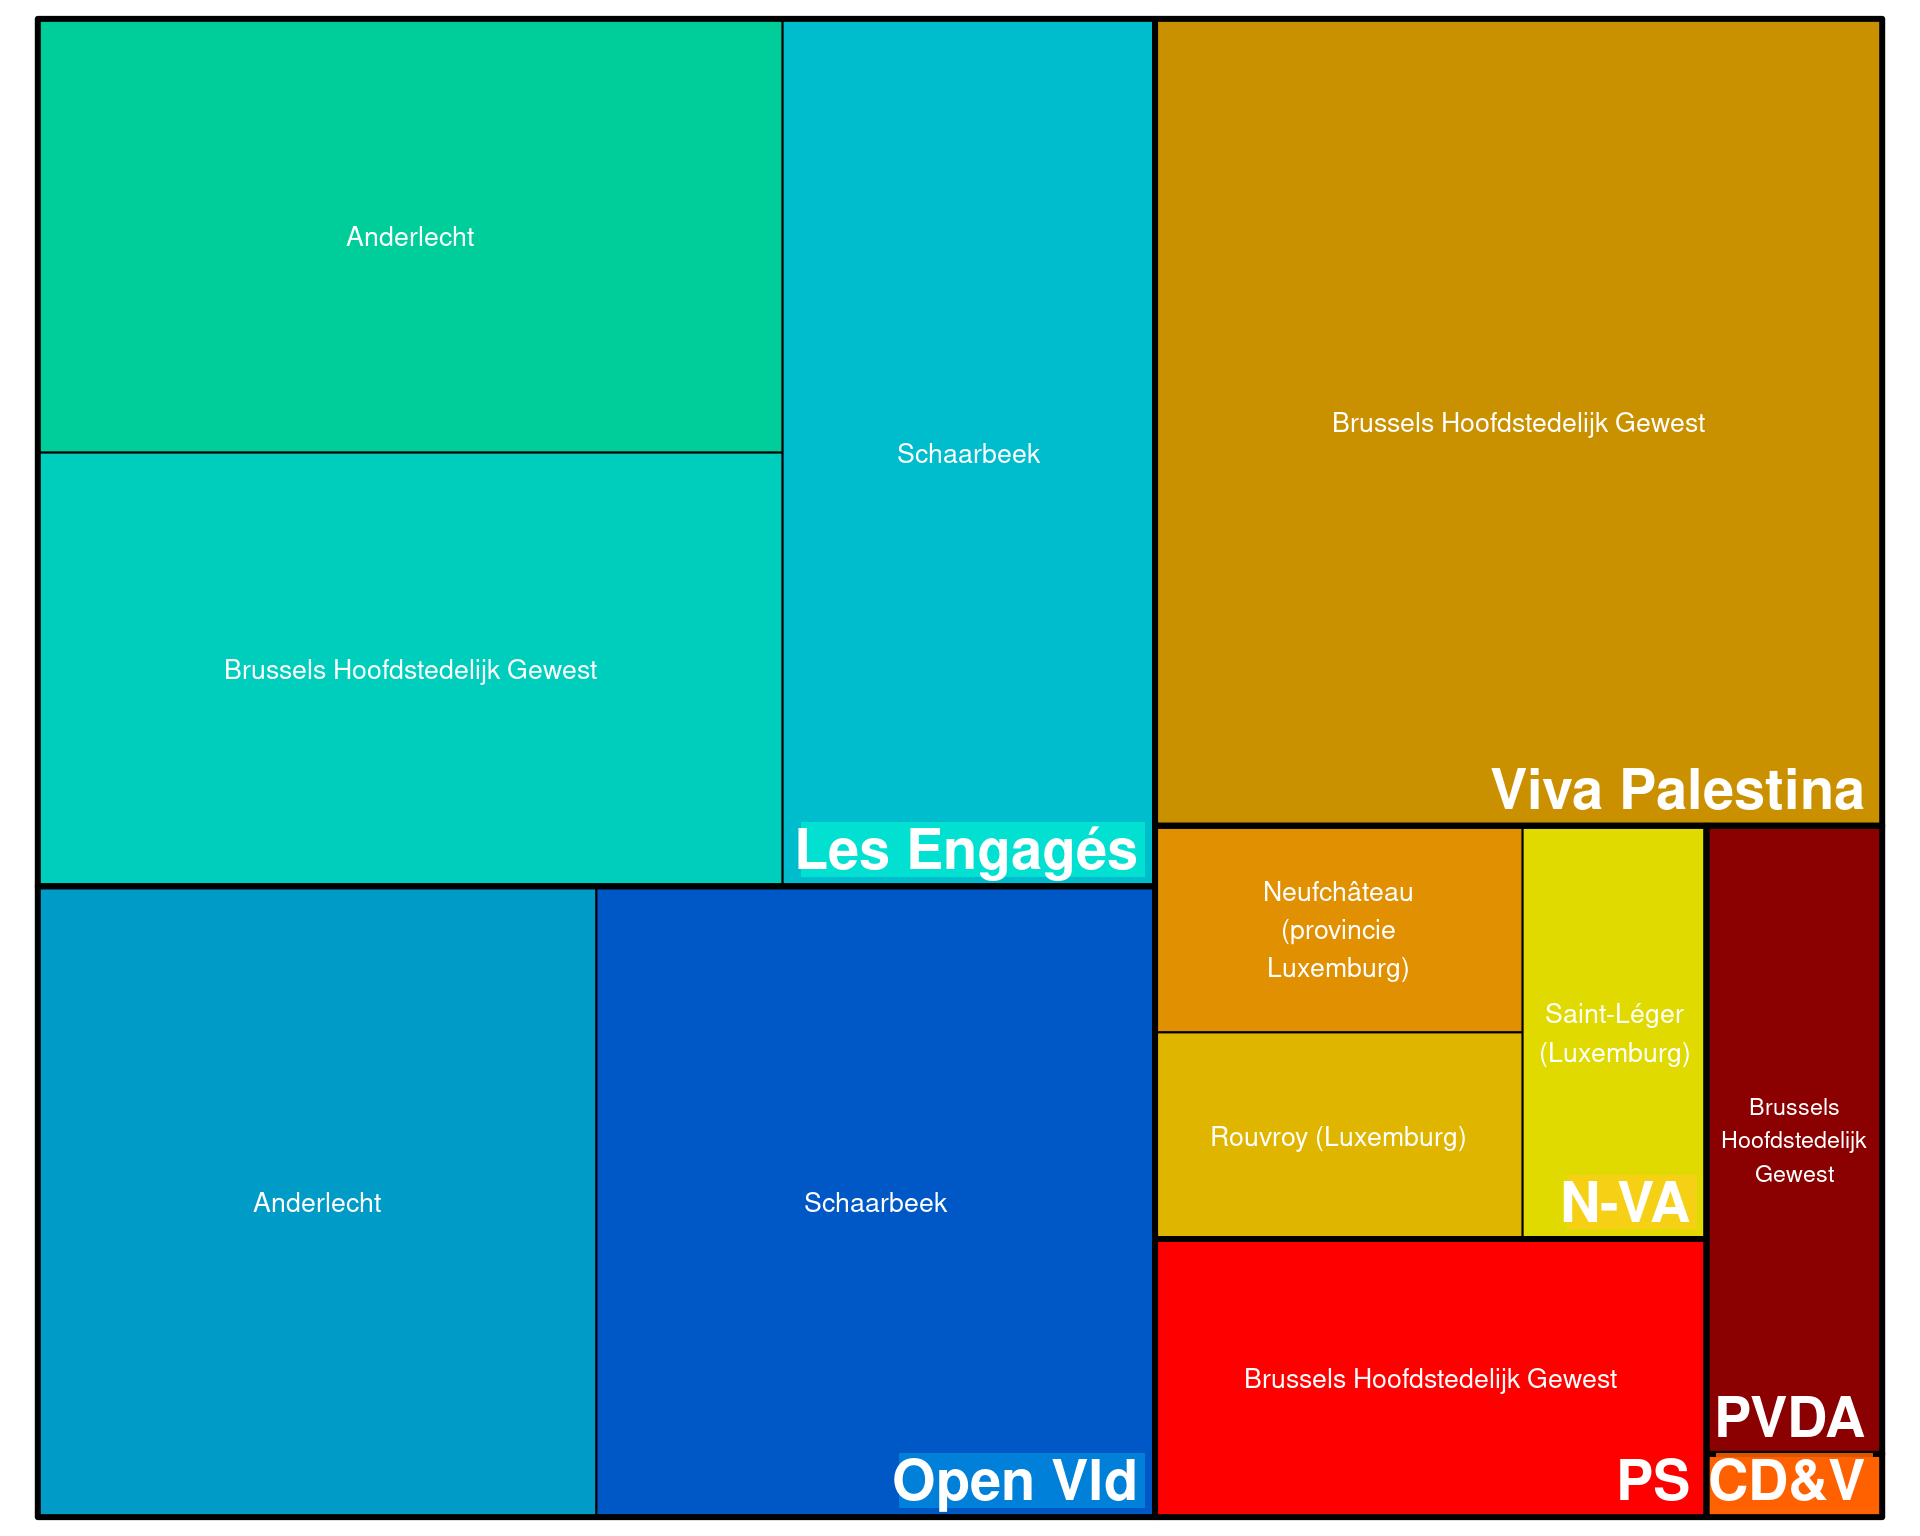 Anderlecht
Brussels Hoofdstedelijk Gewest
Schaarbeek
Les Engagés
Brussels Hoofdstedelijk Gewest
Viva Palestina
Anderlecht
Schaarbeek
Open Vld
Neufchâteau
(provincie
Luxemburg)
Rouvroy (Luxemburg)
Saint-Léger
(Luxemburg)
N-VA
Brussels Hoofdstedelijk Gewest
PS
Brussels
Hoofdstedelijk
Gewest
PVDA
CD&V